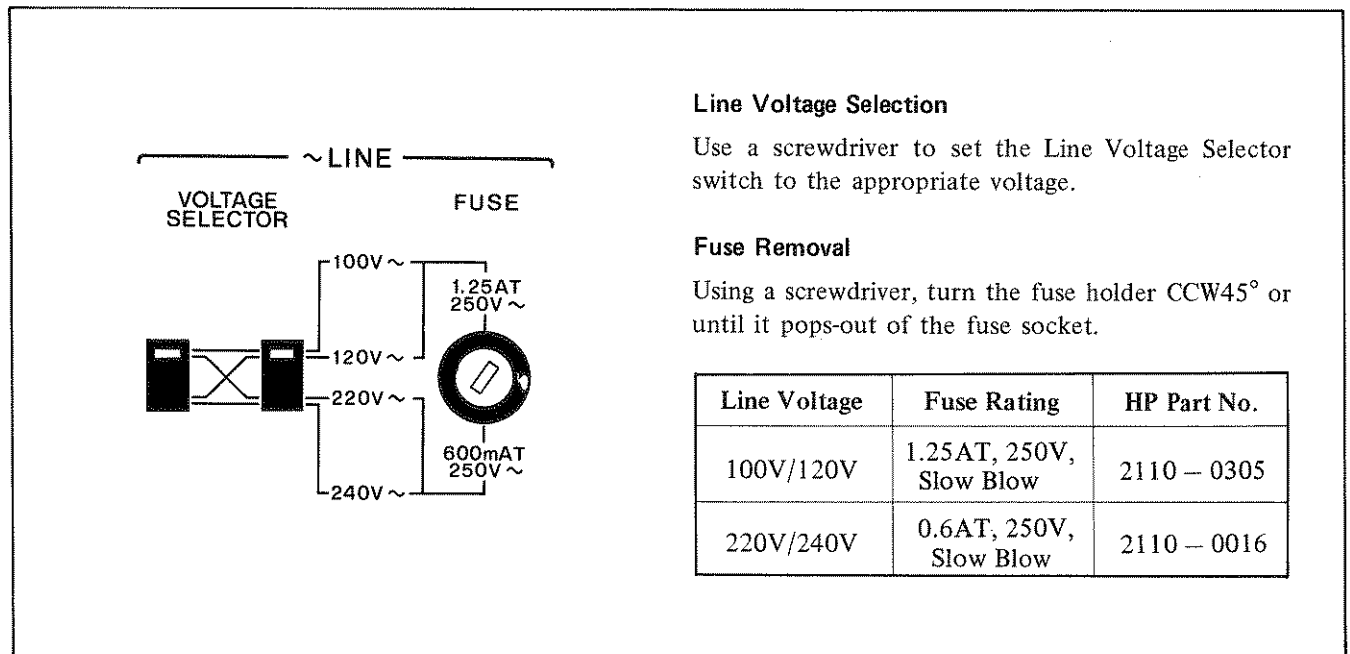 ~LINE
VOLTAGE
SELECTOR
FUSE
100V~
120V~
220V~
240V~
1.25AT
250V~
600mAT
250V~
Line Voltage Selection
Use a screwdriver to set the Line Voltage Selector
switch to the appropriate voltage.
Fuse Removal
Using a screwdriver, turn the fuse holder CCW45° or
until it pops-out of the fuse socket.
Line Voltage Fuse Rating HP Part No.
100V/120V 1.25AT, 250V, Slow Blow 2110 – 0305
220V/240V 0.6AT, 250V, Slow Blow 2110 – 0016